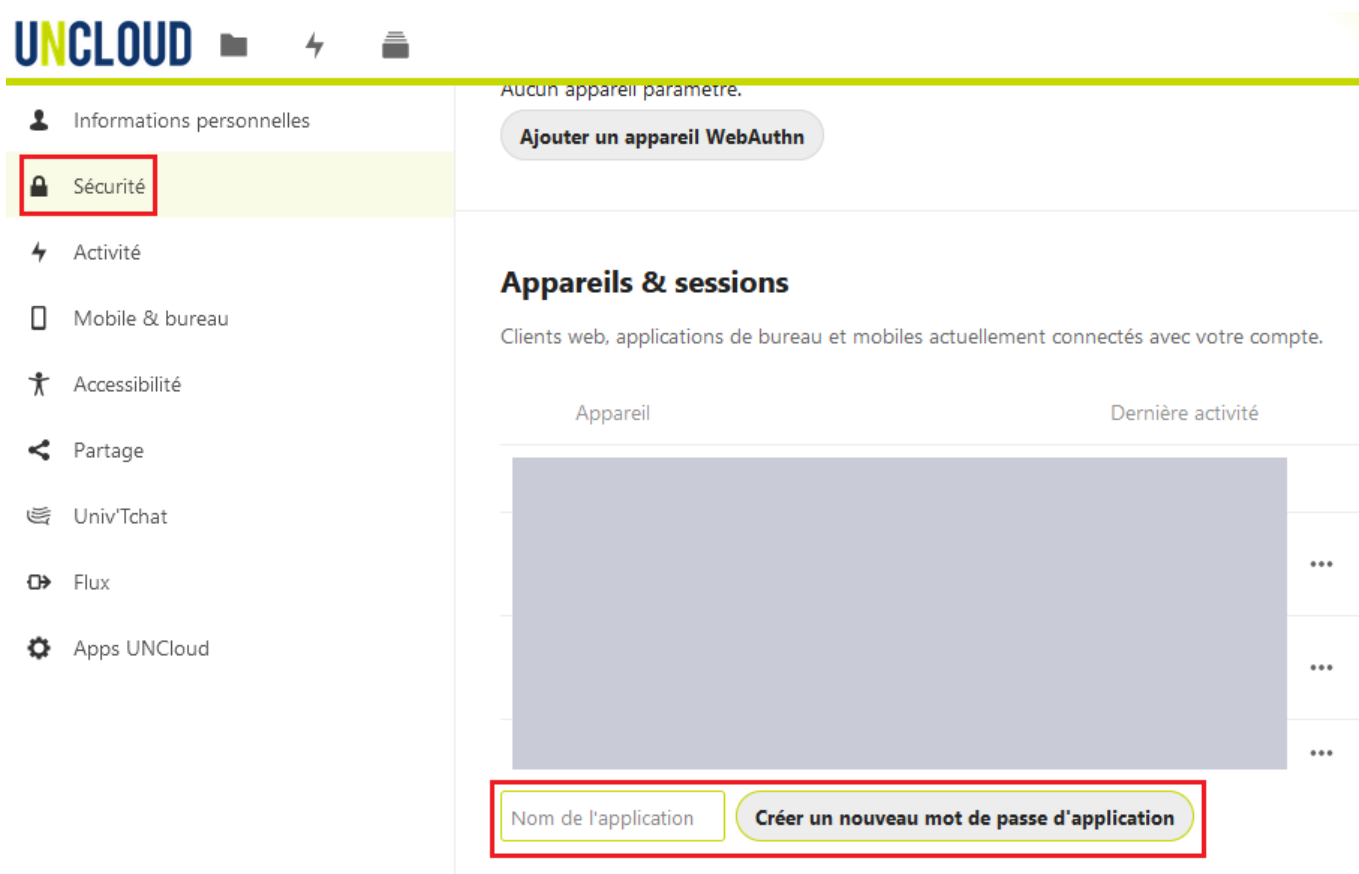 UNCLOUD
Informations personnelles
Sécurité
Activité
Mobile & bureau
Accessibilité
Partage
Univ'Tchat
Flux
Apps UNCloud
Aucun appareil paramétré.
Ajouter un appareil WebAuthn
Appareils & sessions
Clients web, applications de bureau et mobiles actuellement connectés avec votre compte.
Appareil Dernière activité
Nom de l'application Créer un nouveau mot de passe d'application